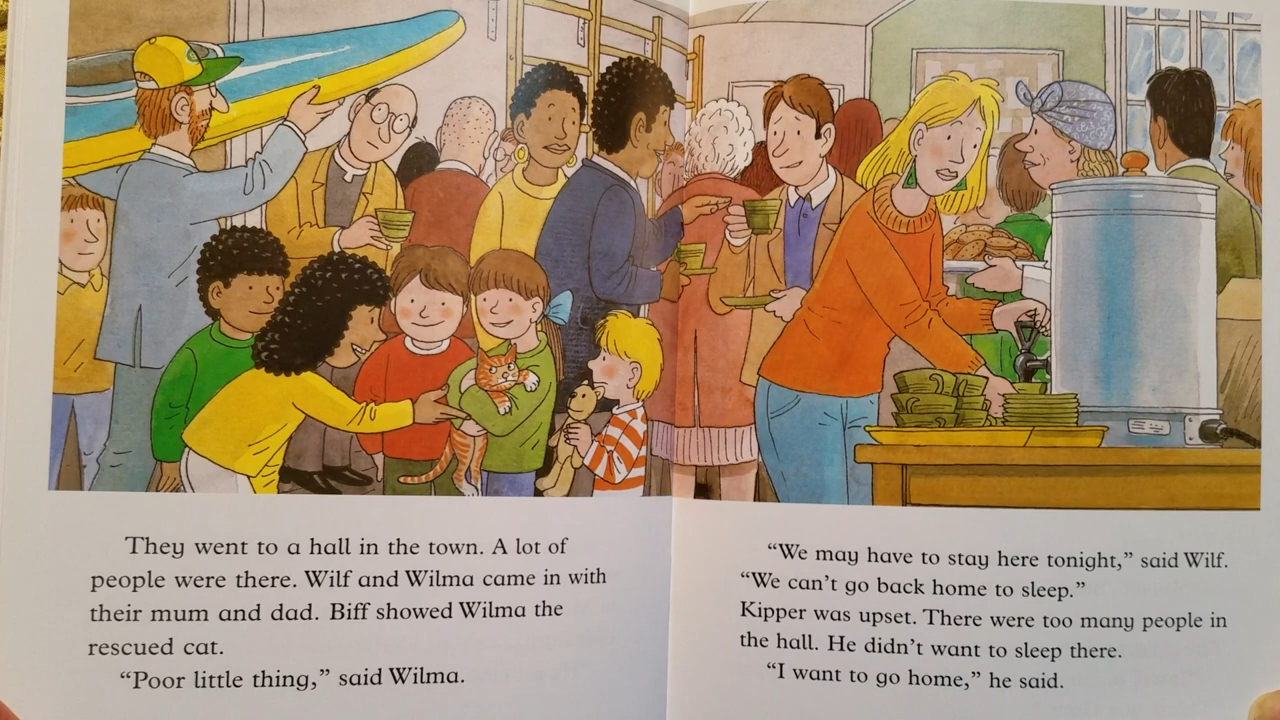 They went to a hall in the town. A lot of
people were there. Wilf and Wilma came in with
their mum and dad. Biff showed Wilma the
rescued cat.
“Poor little thing,” said Wilma.
“We may have to stay here tonight,” said Wilf.
“We can’t go back home to sleep.”
Kipper was upset. There were too many people in
the hall. He didn’t want to sleep there.
“I want to go home,” he said.